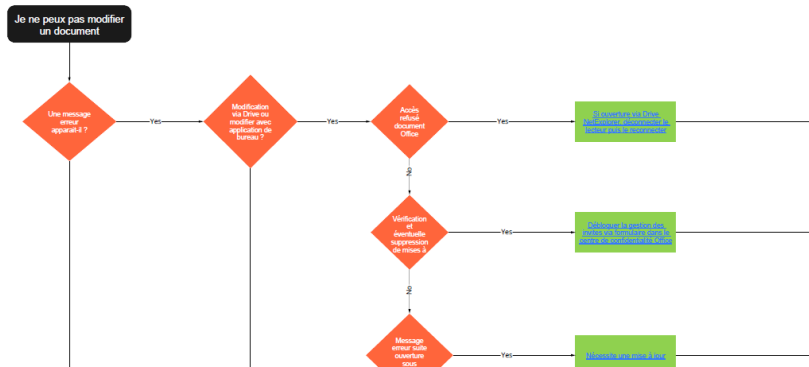 Je ne peux pas modifier
un document
Une message
erreur
apparait-il ?
Yes
Modification
via Drive ou
modifier avec
application de
bureau ?
Yes
Accès
refusé
document
Office
Yes
Si ouverture via Drive
NetExplorer, déconnecter le
lecteur puis le reconnecter
No
Vérification
et
éventuelle
suppression
de mises à
Yes
Débloquer la gestion des
invites via formulaire dans le
centre de confidentialité Office
No
Message
erreur suite
ouverture
sous
Yes
Nécessite une mise à jour